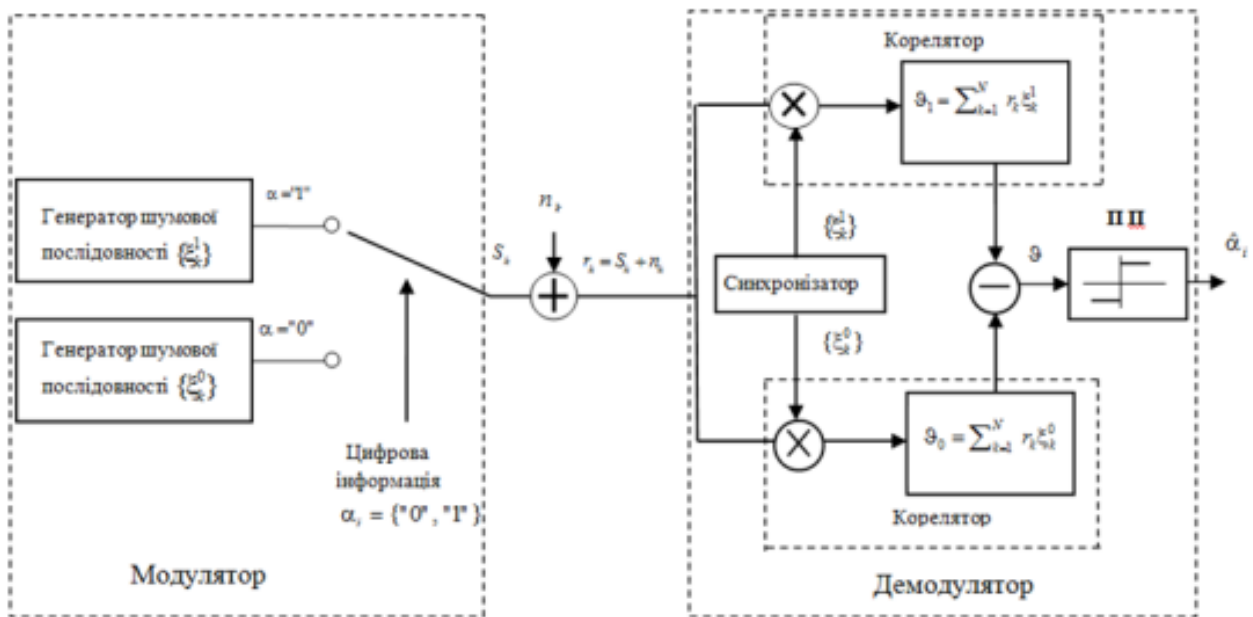 Генератор шумової
послідовності {ξ¹ₖ}
α="1"
Генератор шумової
послідовності {ξ⁰ₖ}
α="0"
Цифрова
інформація
αᵢ = {"0", "1"}
Модулятор
Sₖ
nₖ
rₖ = Sₖ + nₖ
Корелятор
ϑ₁ = ∑ᴺₖ₌₁ rₖξ¹ₖ
{ξ¹ₖ}
Синхронізатор
{ξ⁰ₖ}
ϑ
П П
α̂ᵢ
ϑ₀ = ∑ᴺₖ₌₁ rₖξ⁰ₖ
Корелятор
Демодулятор